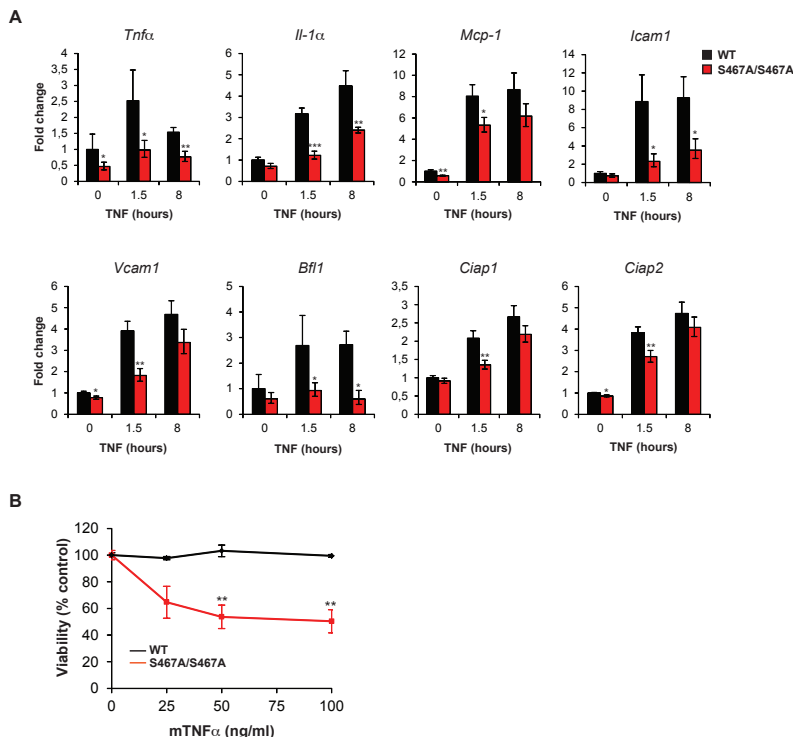 A
Tnfα
Il-1α
Mcp-1
Icam1
WT
S467A/S467A
Fold change
4
3,5
3
2,5
2
1,5
1
0,5
0
* * **
0 1.5 8
TNF (hours)
6
5
4
3
2
1
0
*** **
0 1.5 8
TNF (hours)
12
10
8
6
4
2
0
** *
0 1.5 8
TNF (hours)
14
12
10
8
6
4
2
0
* *
0 1.5 8
TNF (hours)
Vcam1
Bfl1
Ciap1
Ciap2
Fold change
6
5
4
3
2
1
0
* **
0 1.5 8
TNF (hours)
5
4
3
2
1
0
* *
0 1.5 8
TNF (hours)
3,5
3
2,5
2
1,5
1
0,5
0
**
0 1.5 8
TNF (hours)
6
5
4
3
2
1
0
* **
0 1.5 8
TNF (hours)
B
Viability (% control)
120
100
80
60
40
20
0
** **
WT
S467A/S467A
0 25 50 75 100
mTNFα (ng/ml)